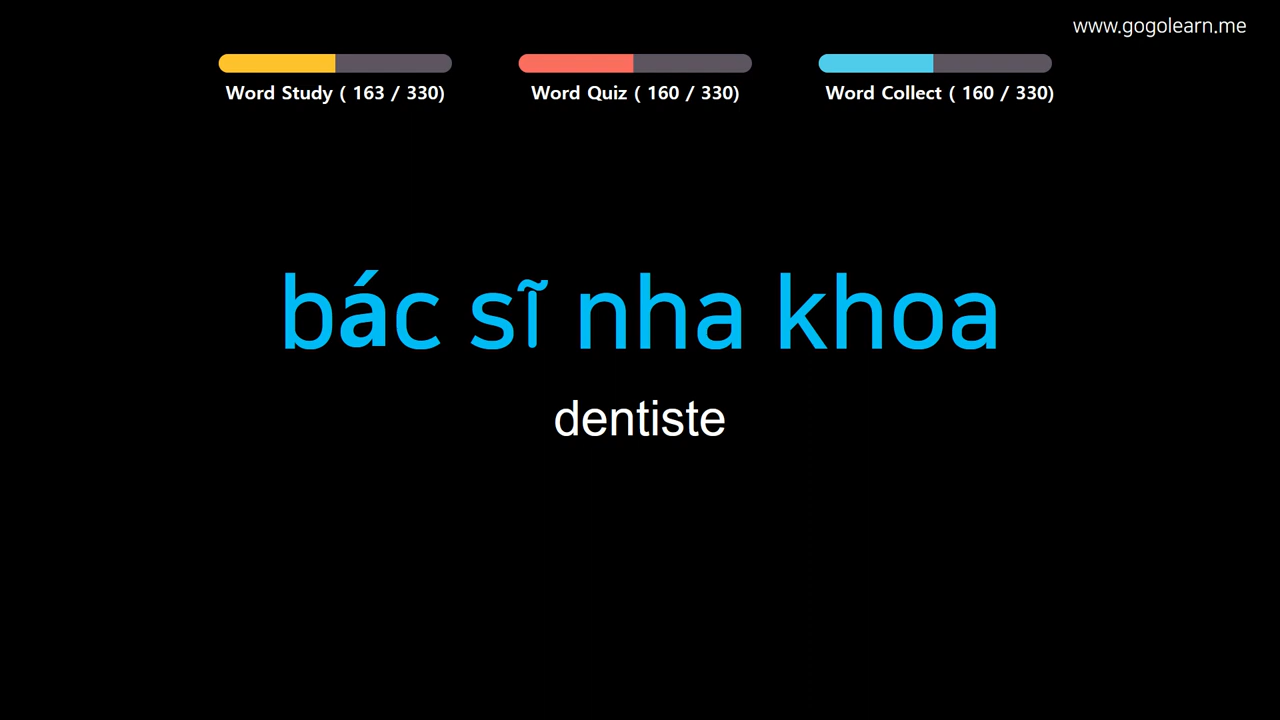 www.gogolearn.me
Word Study ( 163 / 330)
Word Quiz ( 160 / 330)
Word Collect ( 160 / 330)
bác sĩ nha khoa
dentiste